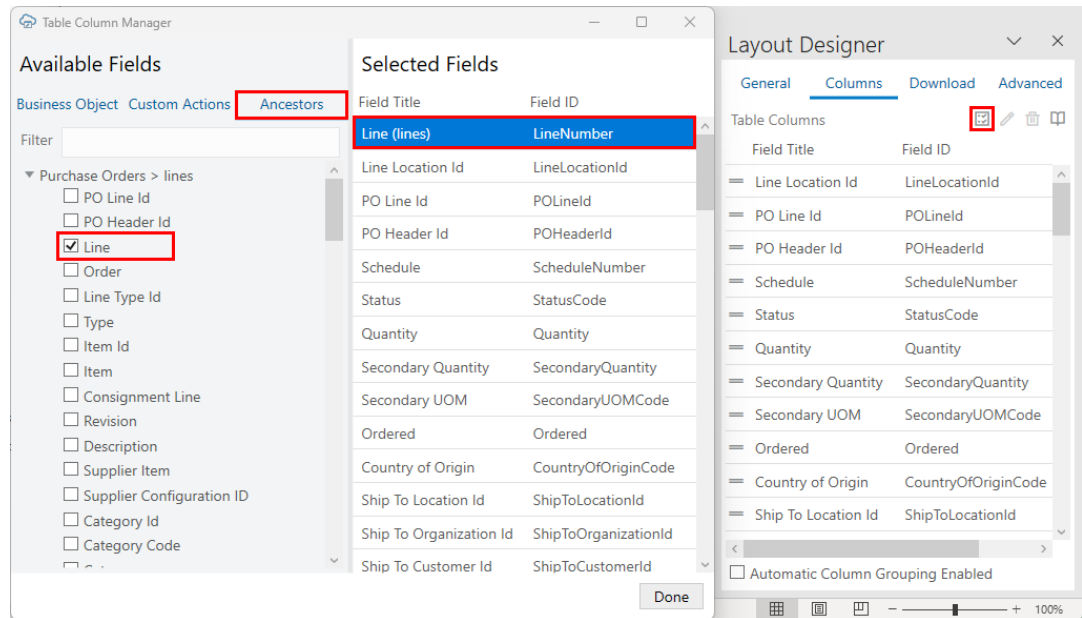 Table Column Manager
Available Fields
Business Object Custom Actions Ancestors
Filter
Purchase Orders > lines
PO Line Id
PO Header Id
Line
Order
Line Type Id
Type
Item Id
Item
Consignment Line
Revision
Description
Supplier Item
Supplier Configuration ID
Category Id
Category Code
Selected Fields
Field Title Field ID
Line (lines) LineNumber
Line Location Id LineLocationId
PO Line Id POLineId
PO Header Id POHeaderId
Schedule ScheduleNumber
Status StatusCode
Quantity Quantity
Secondary Quantity SecondaryQuantity
Secondary UOM SecondaryUOMCode
Ordered Ordered
Country of Origin CountryOfOriginCode
Ship To Location Id ShipToLocationId
Ship To Organization Id ShipToOrganizationId
Ship To Customer Id ShipToCustomerId
Done
Layout Designer
General Columns Download Advanced
Table Columns
Field Title Field ID
Line Location Id LineLocationId
PO Line Id POLineId
PO Header Id POHeaderId
Schedule ScheduleNumber
Status StatusCode
Quantity Quantity
Secondary Quantity SecondaryQuantity
Secondary UOM SecondaryUOMCode
Ordered Ordered
Country of Origin CountryOfOriginCode
Ship To Location Id ShipToLocationId
Automatic Column Grouping Enabled
100%